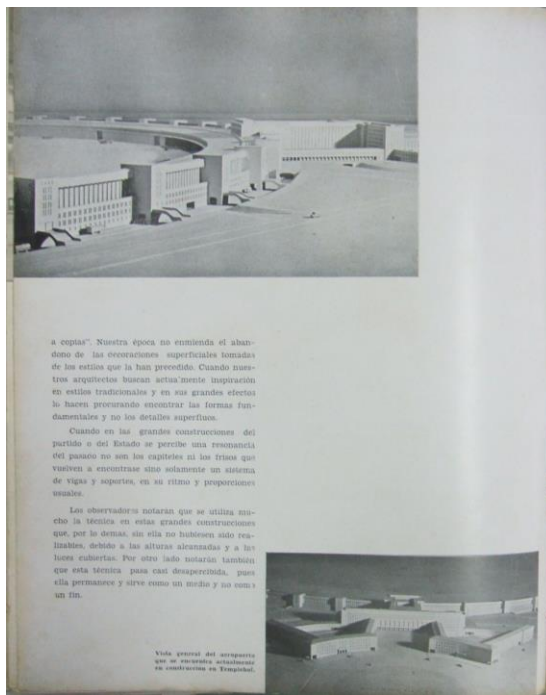 a copias". Nuestra época no enmienda el aban-
dono de las decoraciones superficiales tomadas
de los estilos que la han precedido. Cuando nues-
tros arquitectos buscan actualmente inspiración
en estilos tradicionales y en sus grandes efectos
lo hacen procurando encontrar las formas fun-
damentales y no los detalles superfluos.
Cuando en las grandes construcciones del
partido o del Estado se percibe una resonancia
del pasado no son los capiteles ni los frisos que
vuelven a encontrase sino solamente un sistema
de vigas y soportes, en su ritmo y proporciones
usuales.
Los observadores notarán que se utiliza mu-
cho la técnica en estas grandes construcciones
que, por lo demas, sin ella no hubiesen sido rea-
lizables, debido a las alturas alcanzadas y a las
luces cubiertas. Por otro lado notarán también
que esta técnica pasa casi desapercibida, pues
ella permanece y sirve como un medio y no como
un fin.
Vista general del aeropuerto
que se encuentra actualmente
en construcción en Templehof.